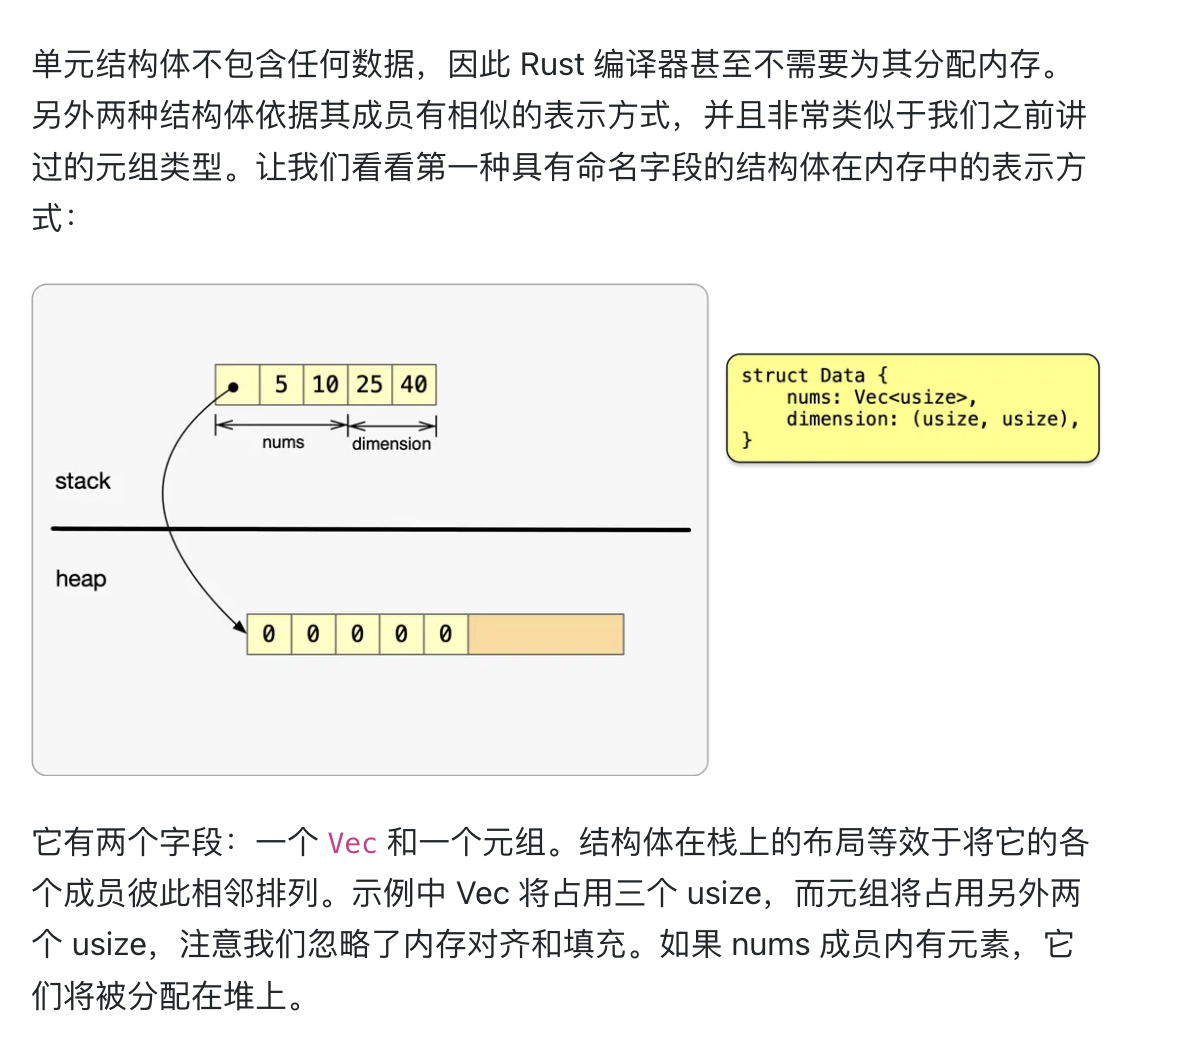 单元结构体不包含任何数据，因此 Rust 编译器甚至不需要为其分配内存。
另外两种结构体依据其成员有相似的表示方式，并且非常类似于我们之前讲
过的元组类型。让我们看看第一种具有命名字段的结构体在内存中的表示方
式：
5 10 25 40
nums dimension
stack
heap
0 0 0 0 0
struct Data {
    nums: Vec<usize>,
    dimension: (usize, usize),
}
它有两个字段：一个 Vec 和一个元组。结构体在栈上的布局等效于将它的各
个成员彼此相邻排列。示例中 Vec 将占用三个 usize，而元组将占用另外两
个 usize，注意我们忽略了内存对齐和填充。如果 nums 成员内有元素，它
们将被分配在堆上。